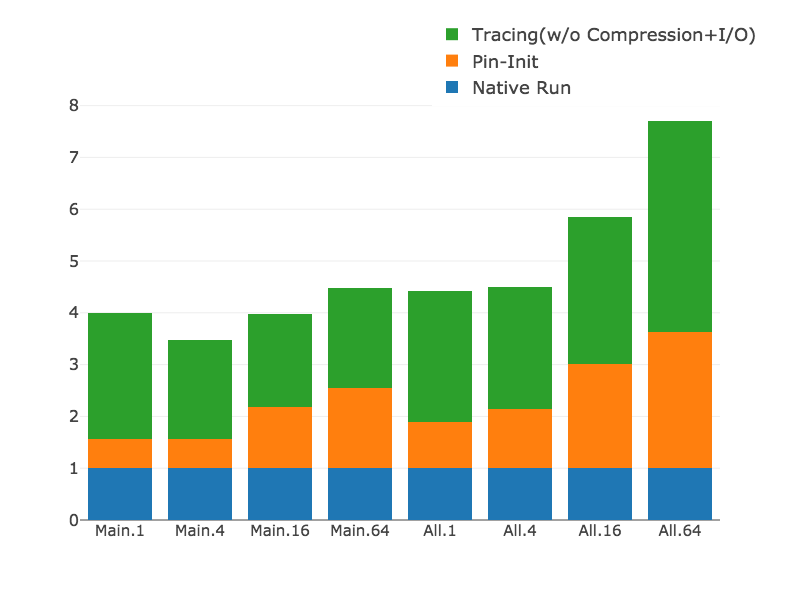 Tracing(w/o Compression+I/O)
Pin-Init
Native Run
8
7
6
5
4
3
2
1
0
Main.1 Main.4 Main.16 Main.64 All.1 All.4 All.16 All.64